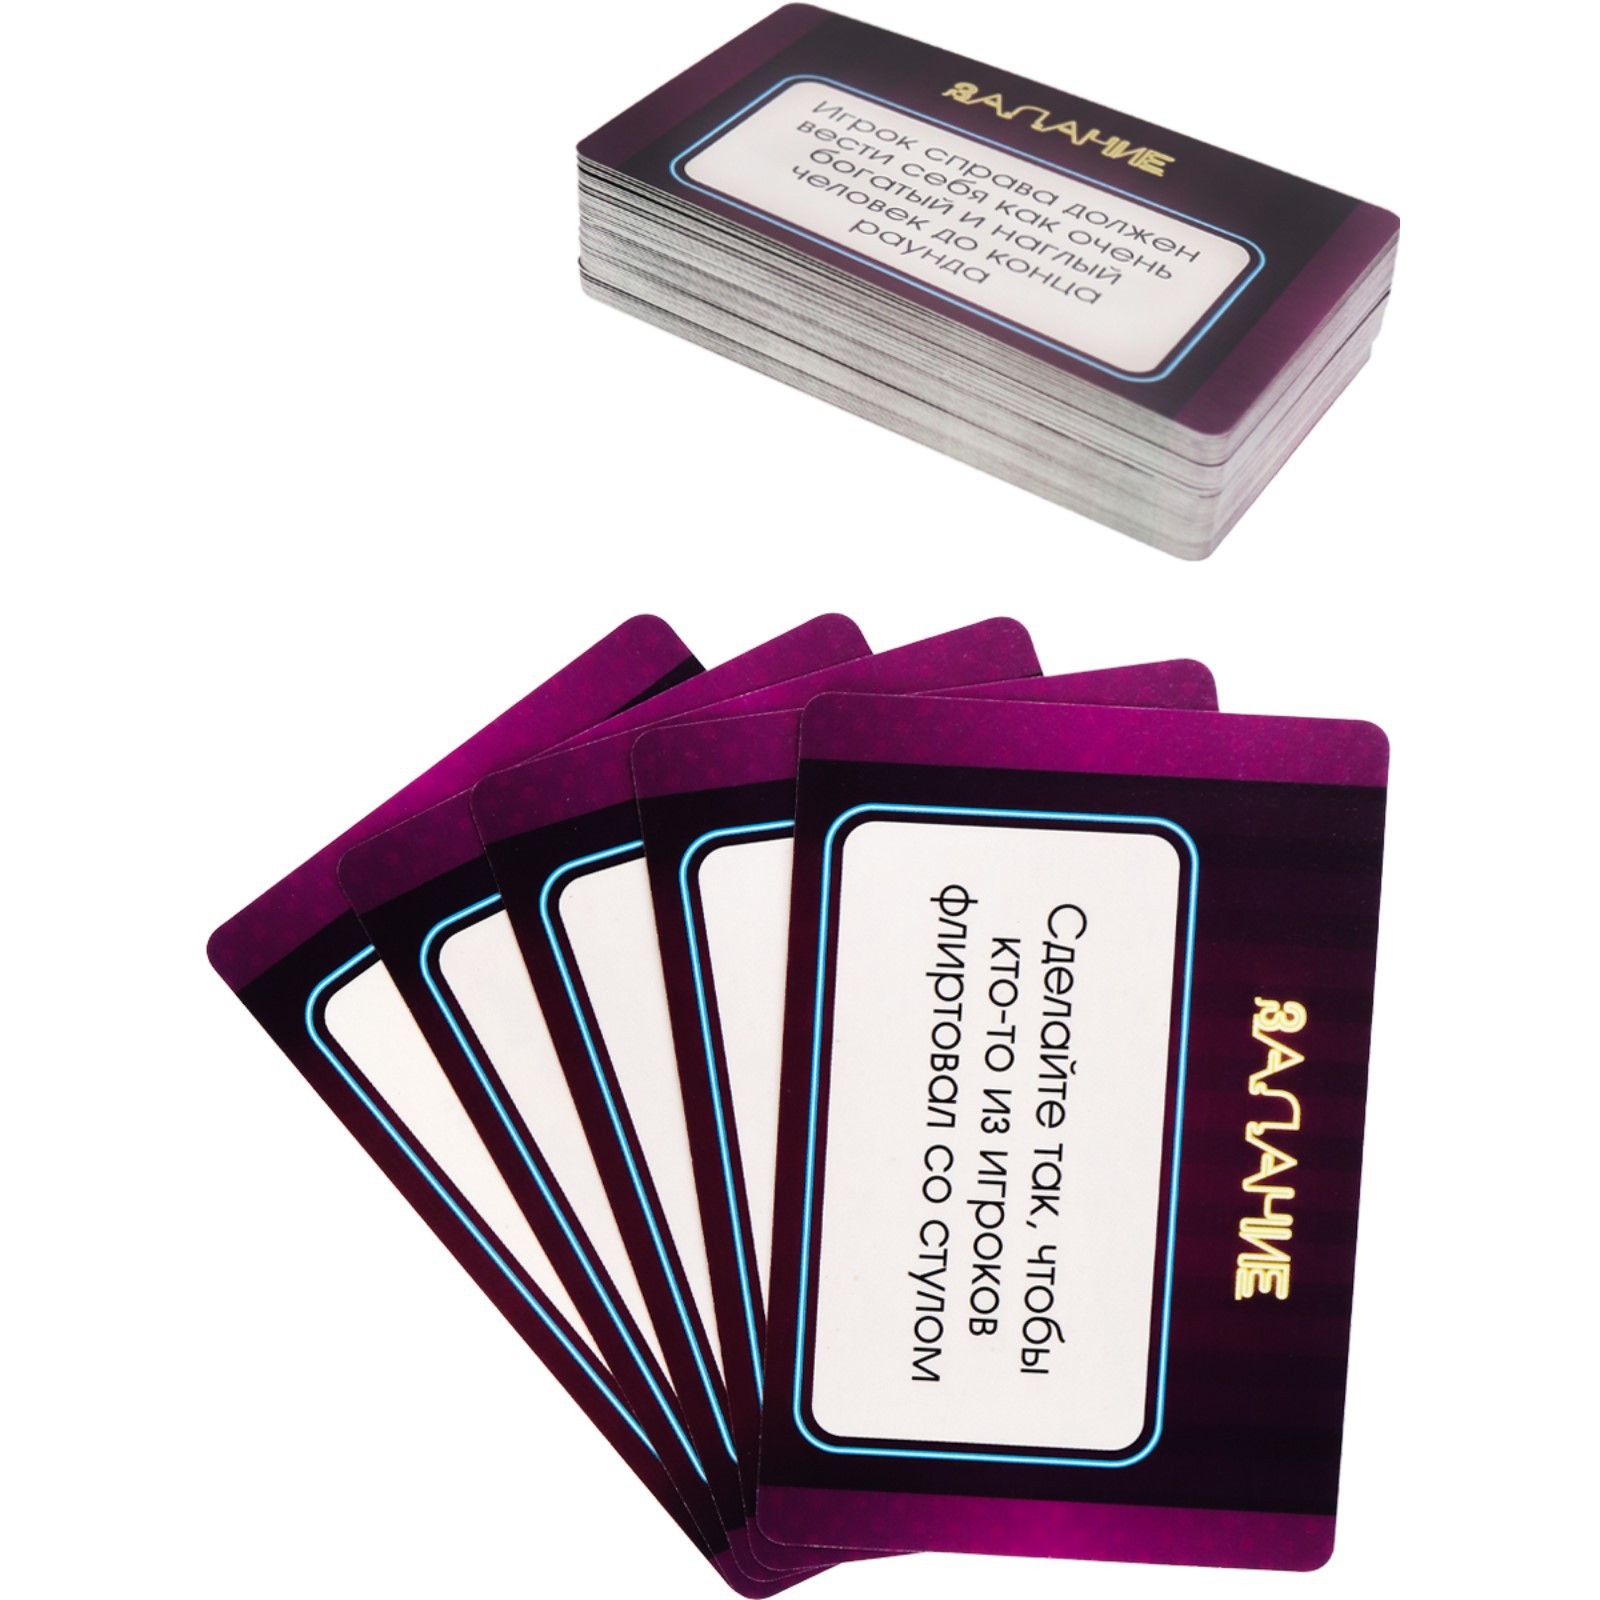 ЗАДАНИЕ
Игрок справа должен
вести себя как очень
богатый и наглый
человек до конца
раунда
ЗАДАНИЕ
Сделайте так, чтобы
кто-то из игроков
флиртовал со стулом